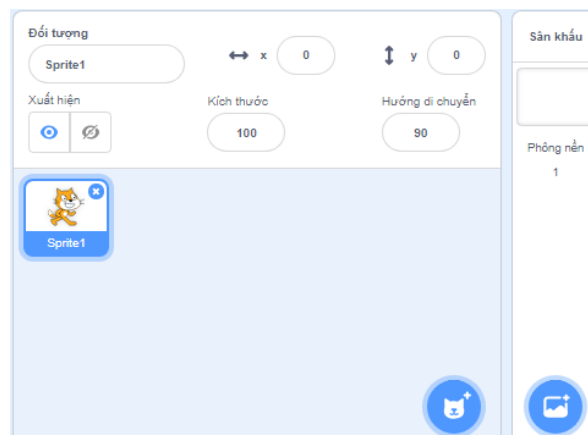 Đối tượng
Sprite1
x
0
y
0
Xuất hiện
Kích thước
100
Hướng di chuyển
90
Sprite1
Sân khấu
Phông nền
1